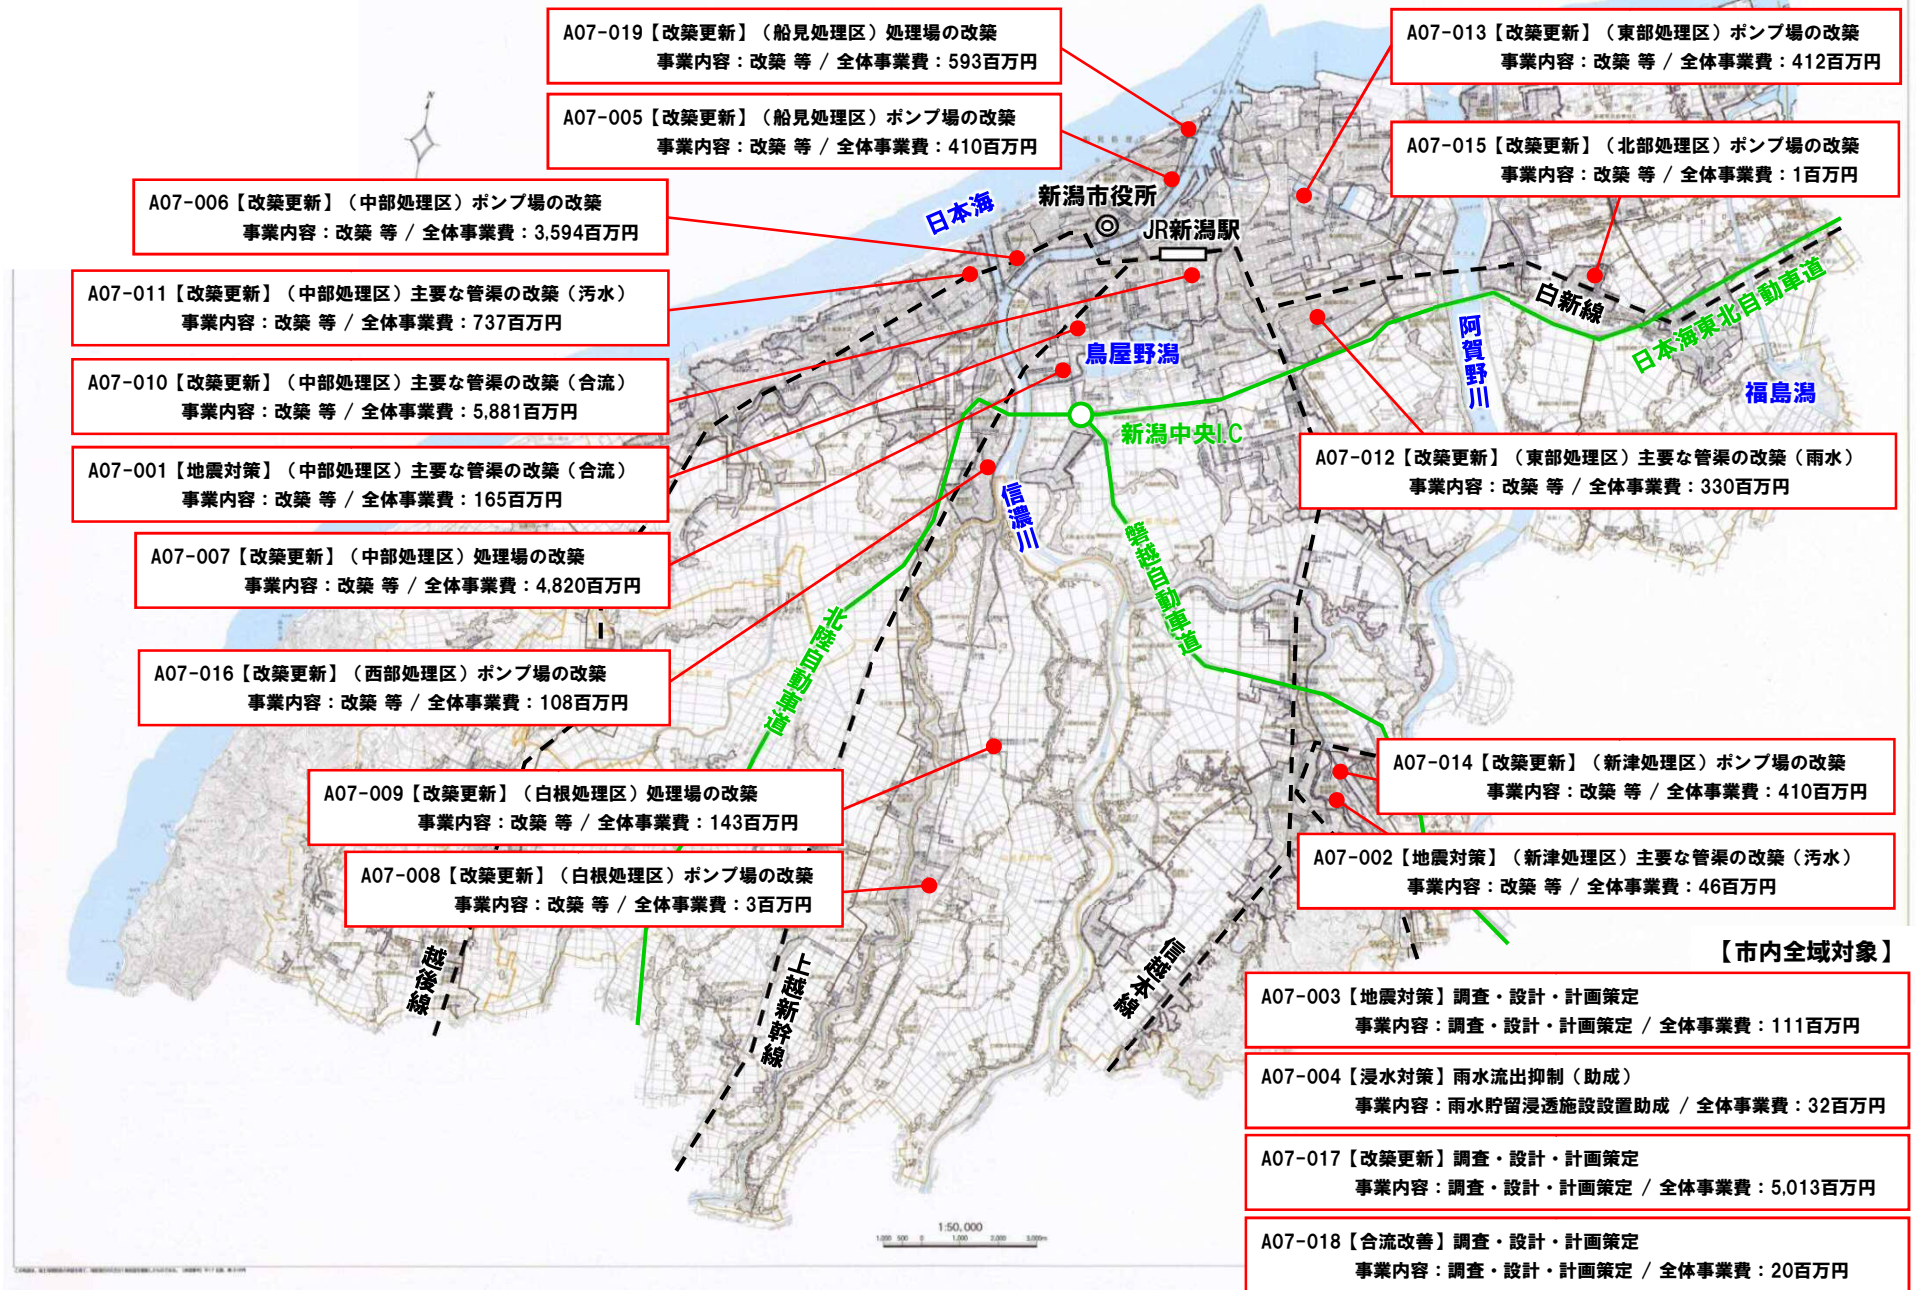 A07-019【改築更新】（船見処理区）処理場の改築
事業内容：改築 等 / 全体事業費：593百万円
A07-005【改築更新】（船見処理区）ポンプ場の改築
事業内容：改築 等 / 全体事業費：410百万円
A07-013【改築更新】（東部処理区）ポンプ場の改築
事業内容：改築 等 / 全体事業費：412百万円
A07-015【改築更新】（北部処理区）ポンプ場の改築
事業内容：改築 等 / 全体事業費：1百万円
A07-006【改築更新】（中部処理区）ポンプ場の改築
事業内容：改築 等 / 全体事業費：3,594百万円
A07-011【改築更新】（中部処理区）主要な管渠の改築（汚水）
事業内容：改築 等 / 全体事業費：737百万円
A07-010【改築更新】（中部処理区）主要な管渠の改築（合流）
事業内容：改築 等 / 全体事業費：5,881百万円
A07-001【地震対策】（中部処理区）主要な管渠の改築（合流）
事業内容：改築 等 / 全体事業費：165百万円
A07-007【改築更新】（中部処理区）処理場の改築
事業内容：改築 等 / 全体事業費：4,820百万円
A07-016【改築更新】（西部処理区）ポンプ場の改築
事業内容：改築 等 / 全体事業費：108百万円
A07-009【改築更新】（白根処理区）処理場の改築
事業内容：改築 等 / 全体事業費：143百万円
A07-008【改築更新】（白根処理区）ポンプ場の改築
事業内容：改築 等 / 全体事業費：3百万円
N
日本海
新潟市役所
JR新潟駅
鳥屋野潟
新潟中央I.C
信濃川
阿賀野川
白新線
日本海東北自動車道
福島潟
磐越自動車道
北陸自動車道
越後線
上越新幹線
信越本線
A07-012【改築更新】（東部処理区）主要な管渠の改築（雨水）
事業内容：改築 等 / 全体事業費：330百万円
A07-014【改築更新】（新津処理区）ポンプ場の改築
事業内容：改築 等 / 全体事業費：410百万円
A07-002【地震対策】（新津処理区）主要な管渠の改築（汚水）
事業内容：改築 等 / 全体事業費：46百万円
【市内全域対象】
A07-003【地震対策】調査・設計・計画策定
事業内容：調査・設計・計画策定 / 全体事業費：111百万円
A07-004【浸水対策】雨水流出抑制（助成）
事業内容：雨水貯留浸透施設設置助成 / 全体事業費：32百万円
A07-017【改築更新】調査・設計・計画策定
事業内容：調査・設計・計画策定 / 全体事業費：5,013百万円
A07-018【合流改善】調査・設計・計画策定
事業内容：調査・設計・計画策定 / 全体事業費：20百万円
1:50,000
1,000 500 0 1,000 2,000 3,000m